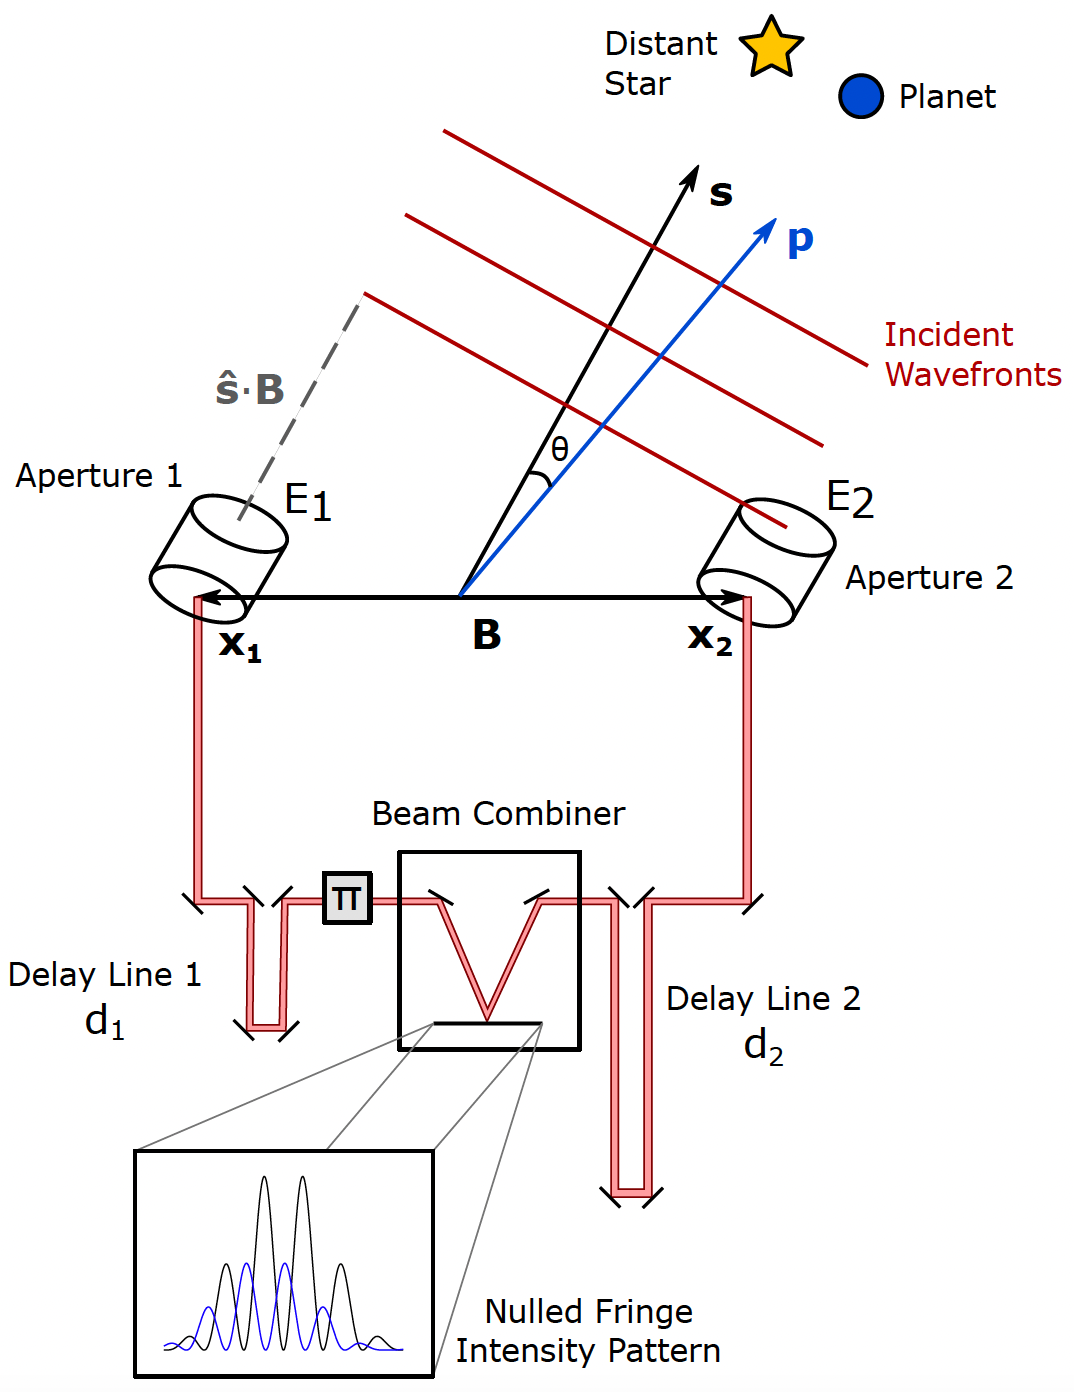 Distant
Star
Planet
s
p
Incident
Wavefronts
ŝ·B
θ
Aperture 1
E₁
E₂
Aperture 2
x₁
B
x₂
Beam Combiner
π
Delay Line 1
d₁
Delay Line 2
d₂
Nulled Fringe
Intensity Pattern